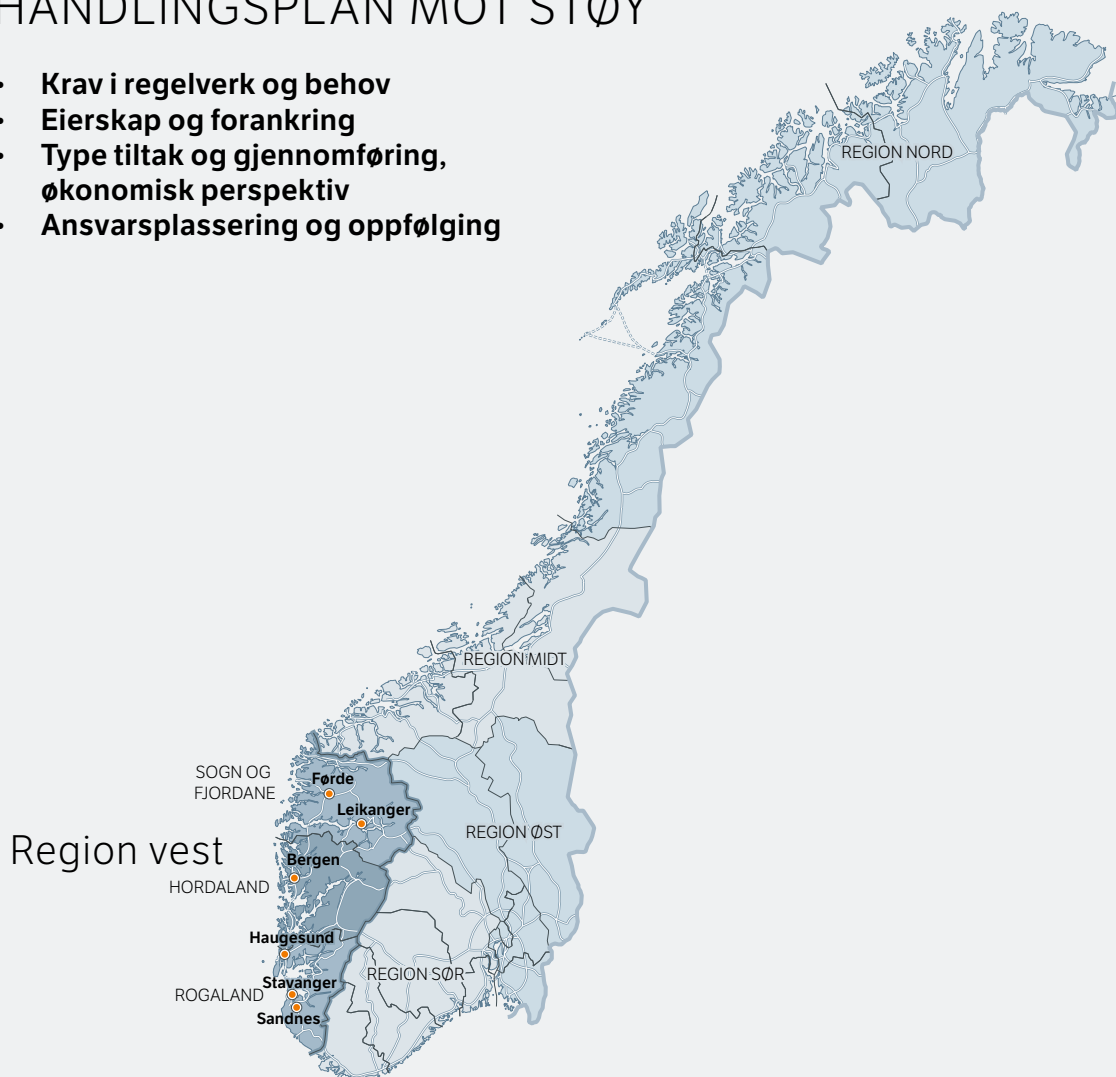 HANDLINGSPLAN MOT STØY
• Krav i regelverk og behov
• Eierskap og forankring
• Type tiltak og gjennomføring,
økonomisk perspektiv
• Ansvarsplassering og oppfølging
REGION NORD
REGION MIDT
SOGN OG
FJORDANE
Førde
Leikanger
REGION ØST
Region vest
Bergen
HORDALAND
Haugesund
REGION SØR
Stavanger
ROGALAND
Sandnes